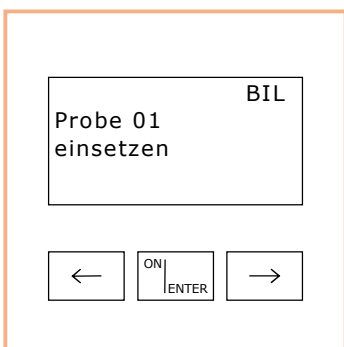 BIL
Probe 01
einsetzen
← ON ENTER →